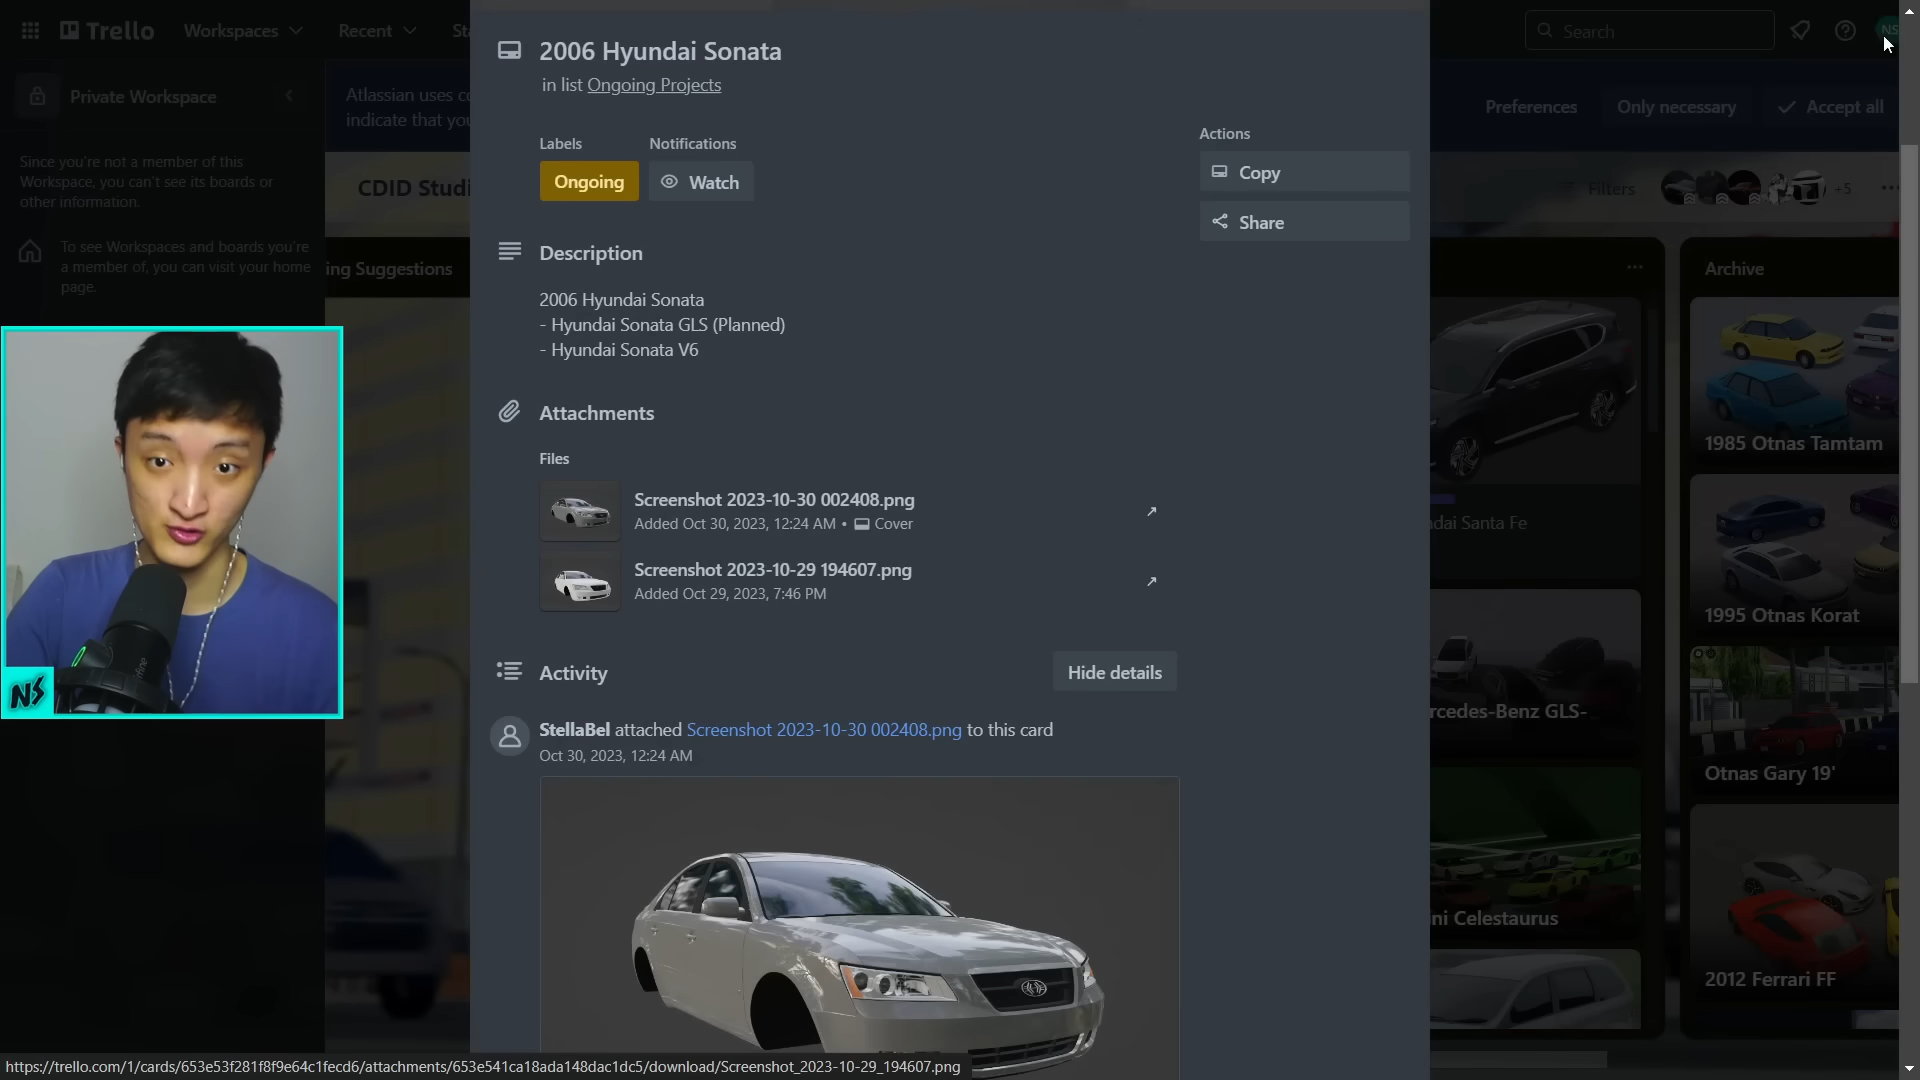 Trello
Workspaces
Recent
Sta
Search
NS
2006 Hyundai Sonata
in list Ongoing Projects
Private Workspace
Since you're not a member of this
Workspace, you can't see its boards or
other information.
To see Workspaces and boards you're
a member of, you can visit your home
page.
Atlassian uses co
indicate that you
Preferences
Only necessary
Accept all
CDID Studi
Filters
+5
ing Suggestions
Labels
Notifications
Ongoing
Watch
Actions
Copy
Share
Description
2006 Hyundai Sonata
- Hyundai Sonata GLS (Planned)
- Hyundai Sonata V6
Attachments
Files
Screenshot 2023-10-30 002408.png
Added Oct 30, 2023, 12:24 AM • Cover
Screenshot 2023-10-29 194607.png
Added Oct 29, 2023, 7:46 PM
Activity
Hide details
StellaBel attached Screenshot 2023-10-30 002408.png to this card
Oct 30, 2023, 12:24 AM
NS
fine
ndai Santa Fe
rcedes-Benz GLS-
ini Celestaurus
Archive
1985 Otnas Tamtam
1995 Otnas Korat
Otnas Gary 19'
2012 Ferrari FF
https://trello.com/1/cards/653e53f281f8f9e64c1fecd6/attachments/653e541ca18ada148dac1dc5/download/Screenshot_2023-10-29_194607.png